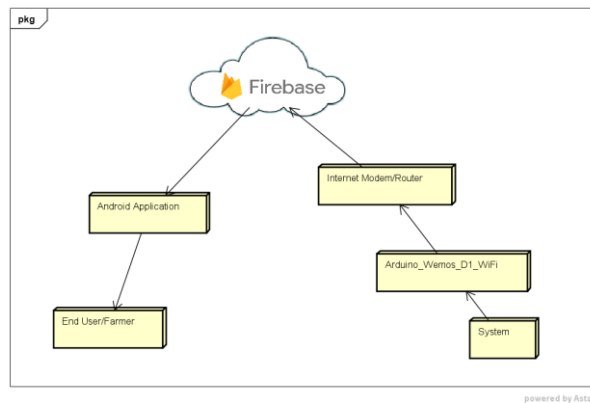 pkg
Firebase
Internet Modem/Router
Android Application
Arduino_Wemos_D1_WiFi
End User/Farmer
System
powered by Asta